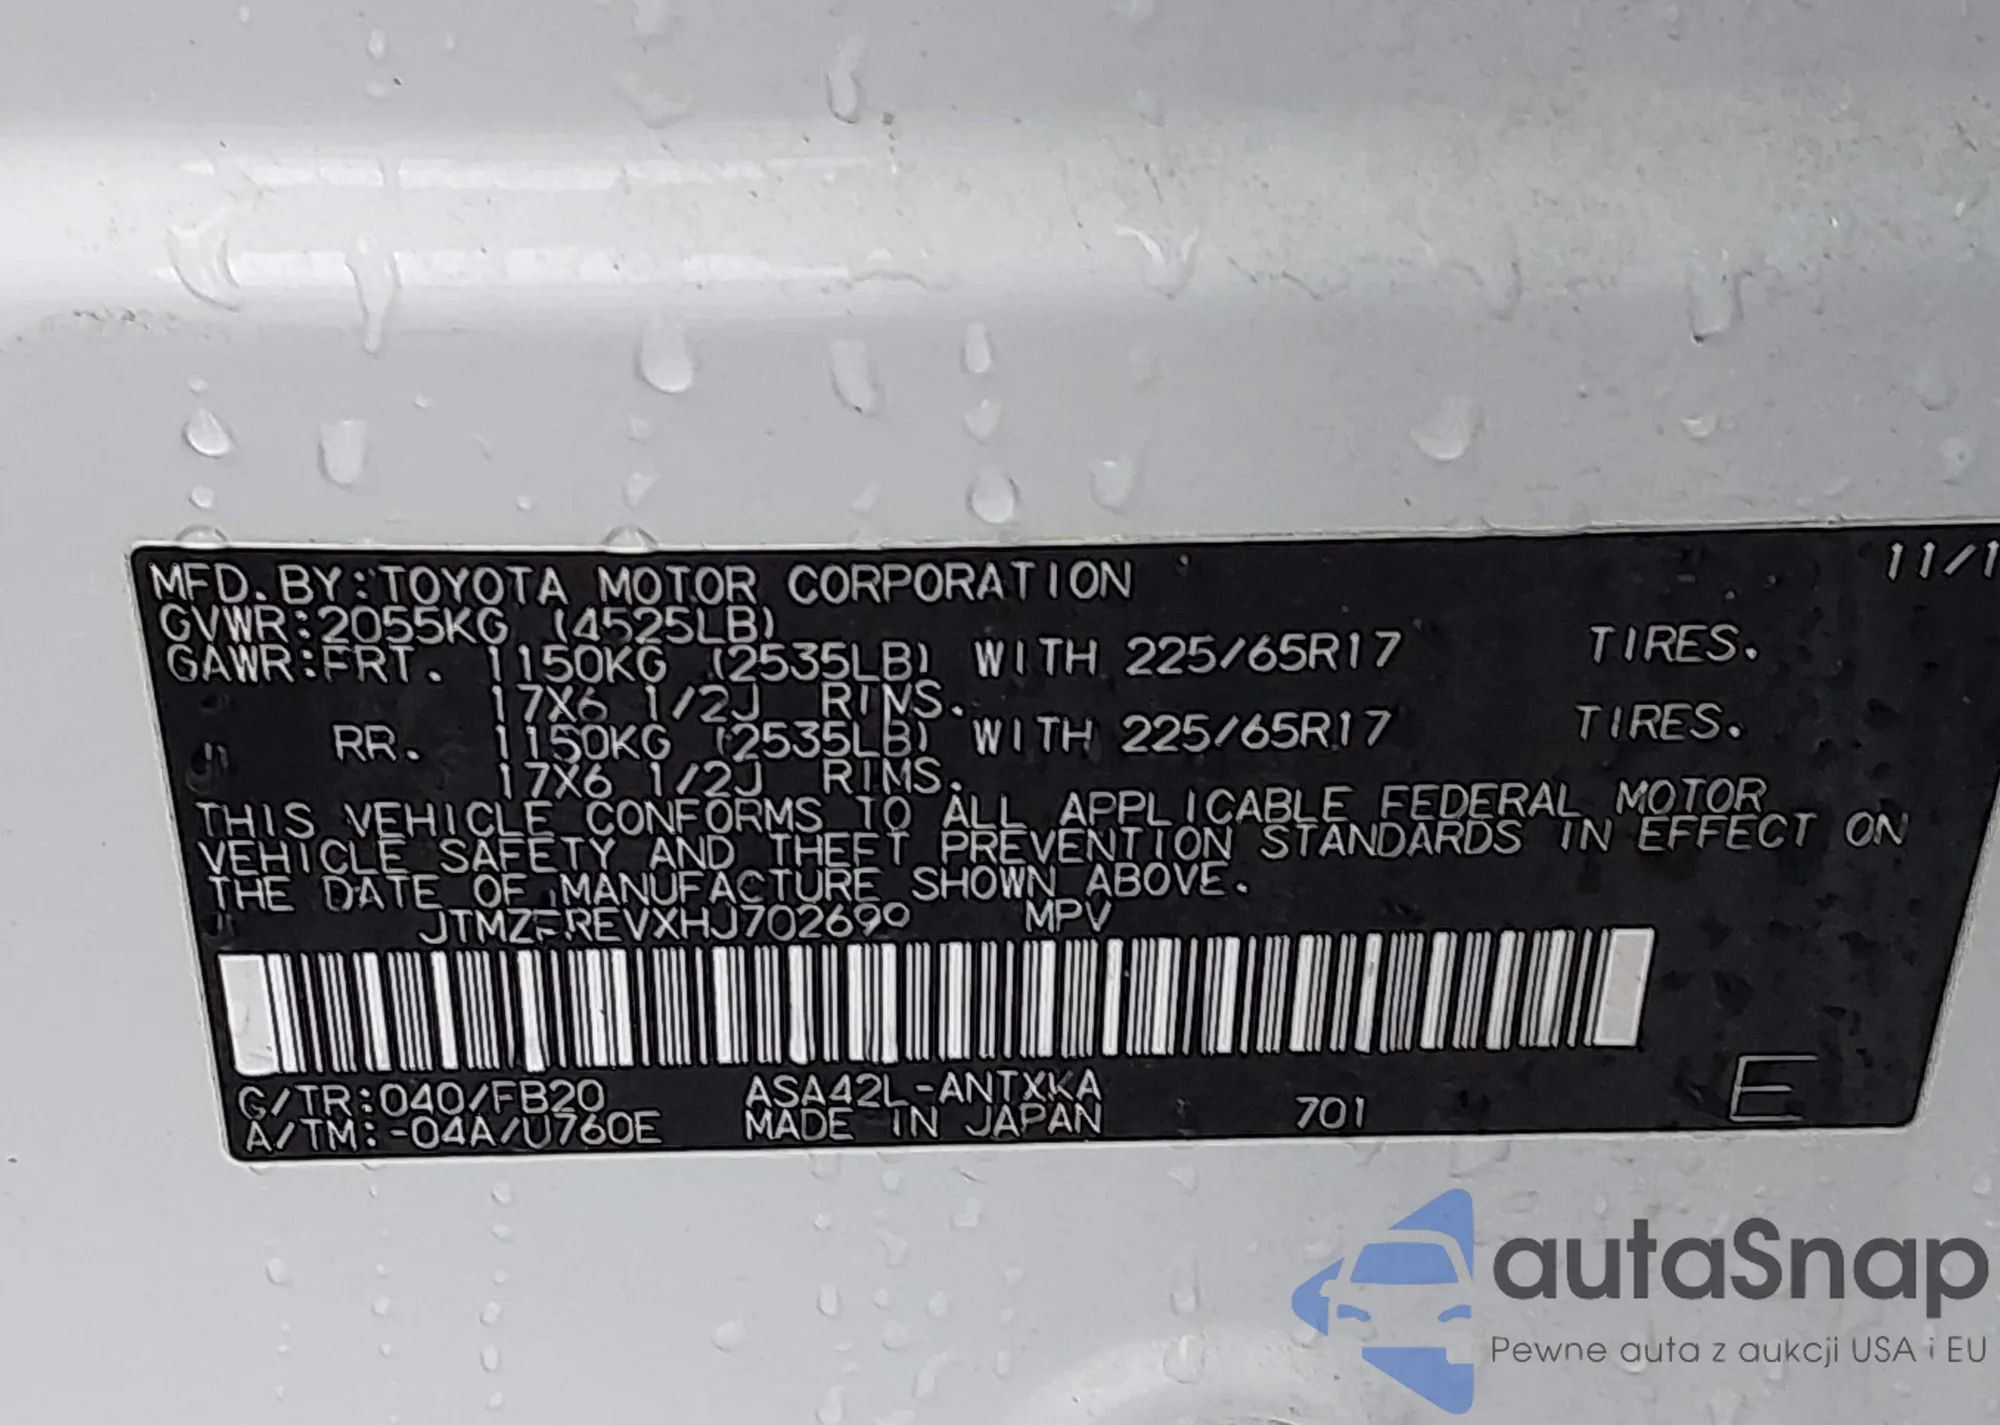 MFD. BY: TOYOTA MOTOR CORPORATION 11/1
GVWR: 2055KG (4525LB)
GAWR: FRT. 1150KG (2535LB) WITH 225/65R17 TIRES.
17X6 1/2J RIMS.
RR. 1150KG (2535LB) WITH 225/65R17 TIRES.
17X6 1/2J RIMS.
THIS VEHICLE CONFORMS TO ALL APPLICABLE FEDERAL MOTOR
VEHICLE SAFETY AND THEFT PREVENTION STANDARDS IN EFFECT ON
THE DATE OF MANUFACTURE SHOWN ABOVE.
JTMZFREVXHJ702699 MPV
C/TR: 040/FB20 ASA42L-ANTXKA
A/TM: -04A/U760E MADE IN JAPAN 701 E
autaSnap
Pewne auta z aukcji USA i EU